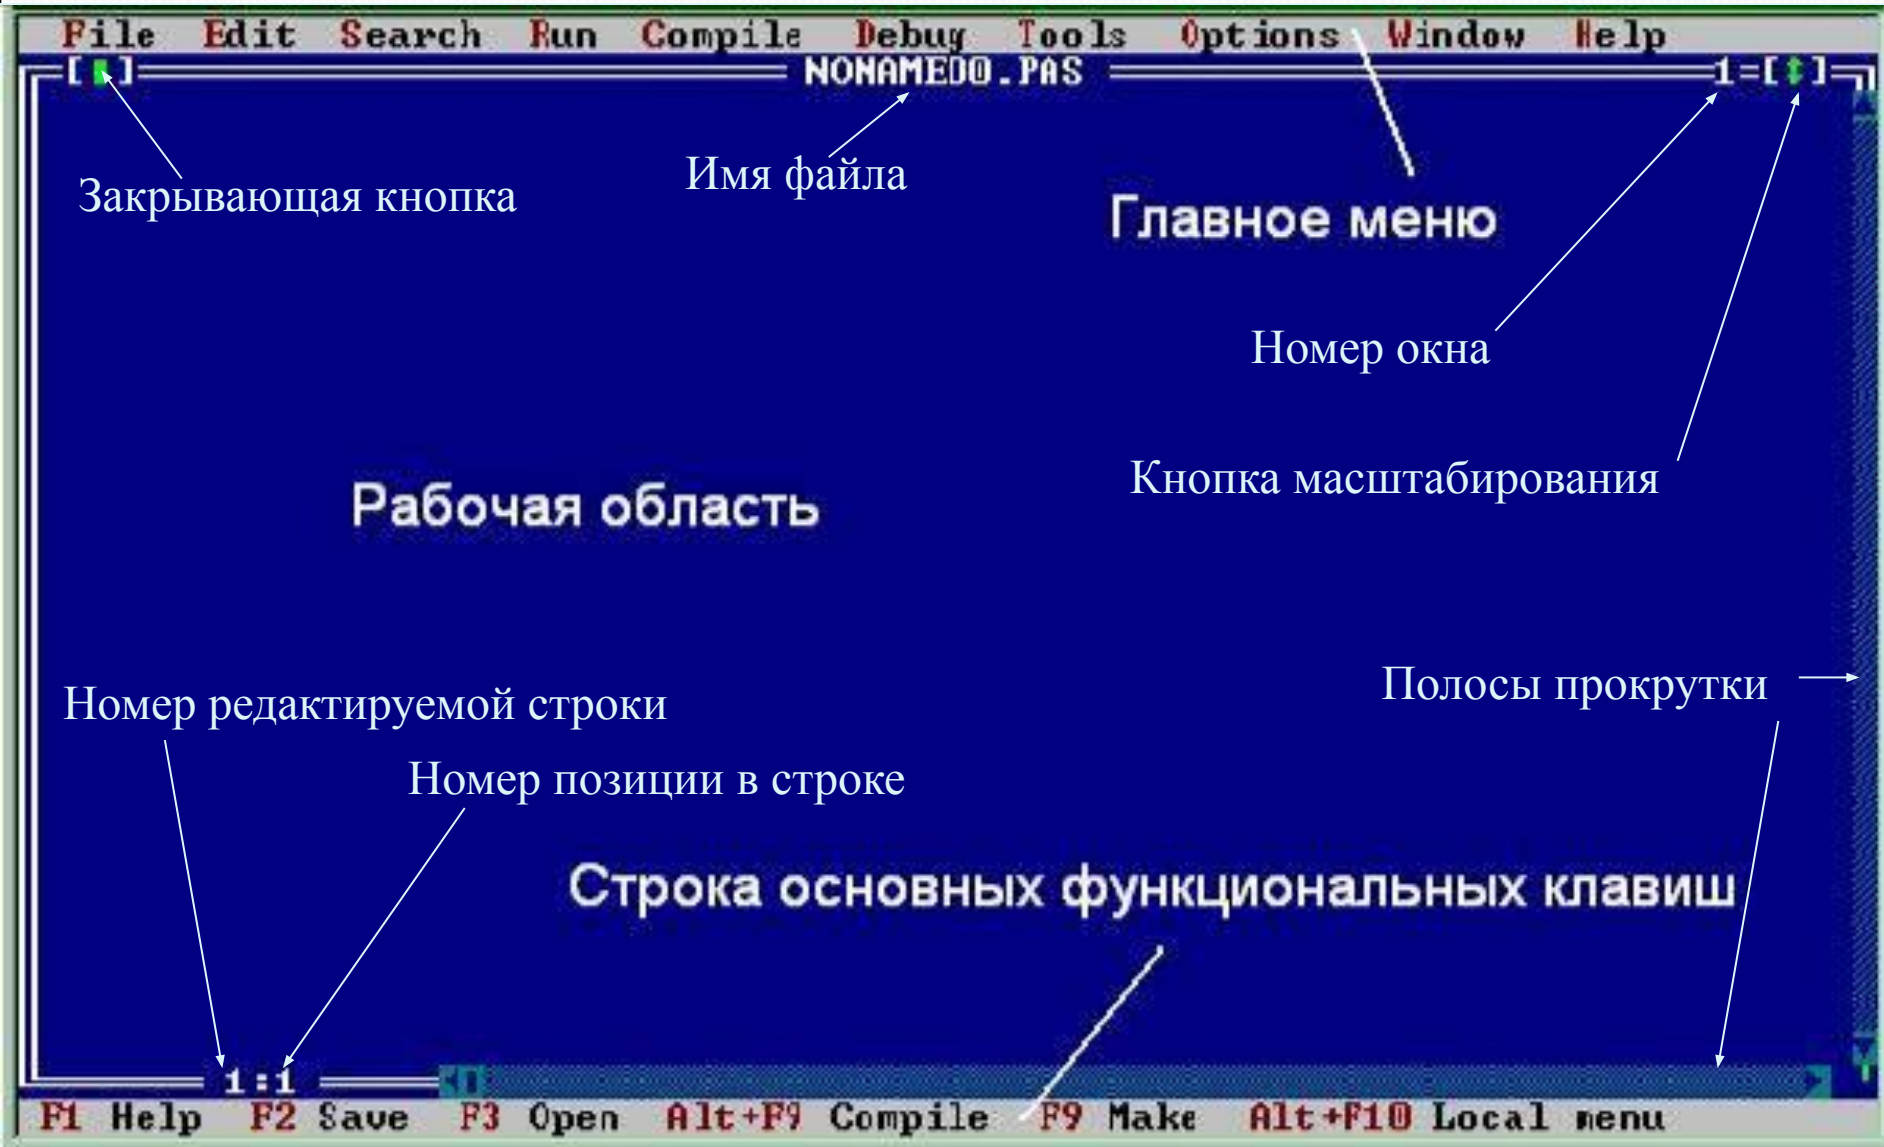 File Edit Search Run Compile Debug Tools Options Window Help
[ ] NONAME00.PAS 1=[↕]
Закрывающая кнопка
Имя файла
Главное меню
Номер окна
Кнопка масштабирования
Рабочая область
Полосы прокрутки
Номер редактируемой строки
Номер позиции в строке
Строка основных функциональных клавиш
1:1
F1 Help F2 Save F3 Open Alt+F9 Compile F9 Make Alt+F10 Local menu